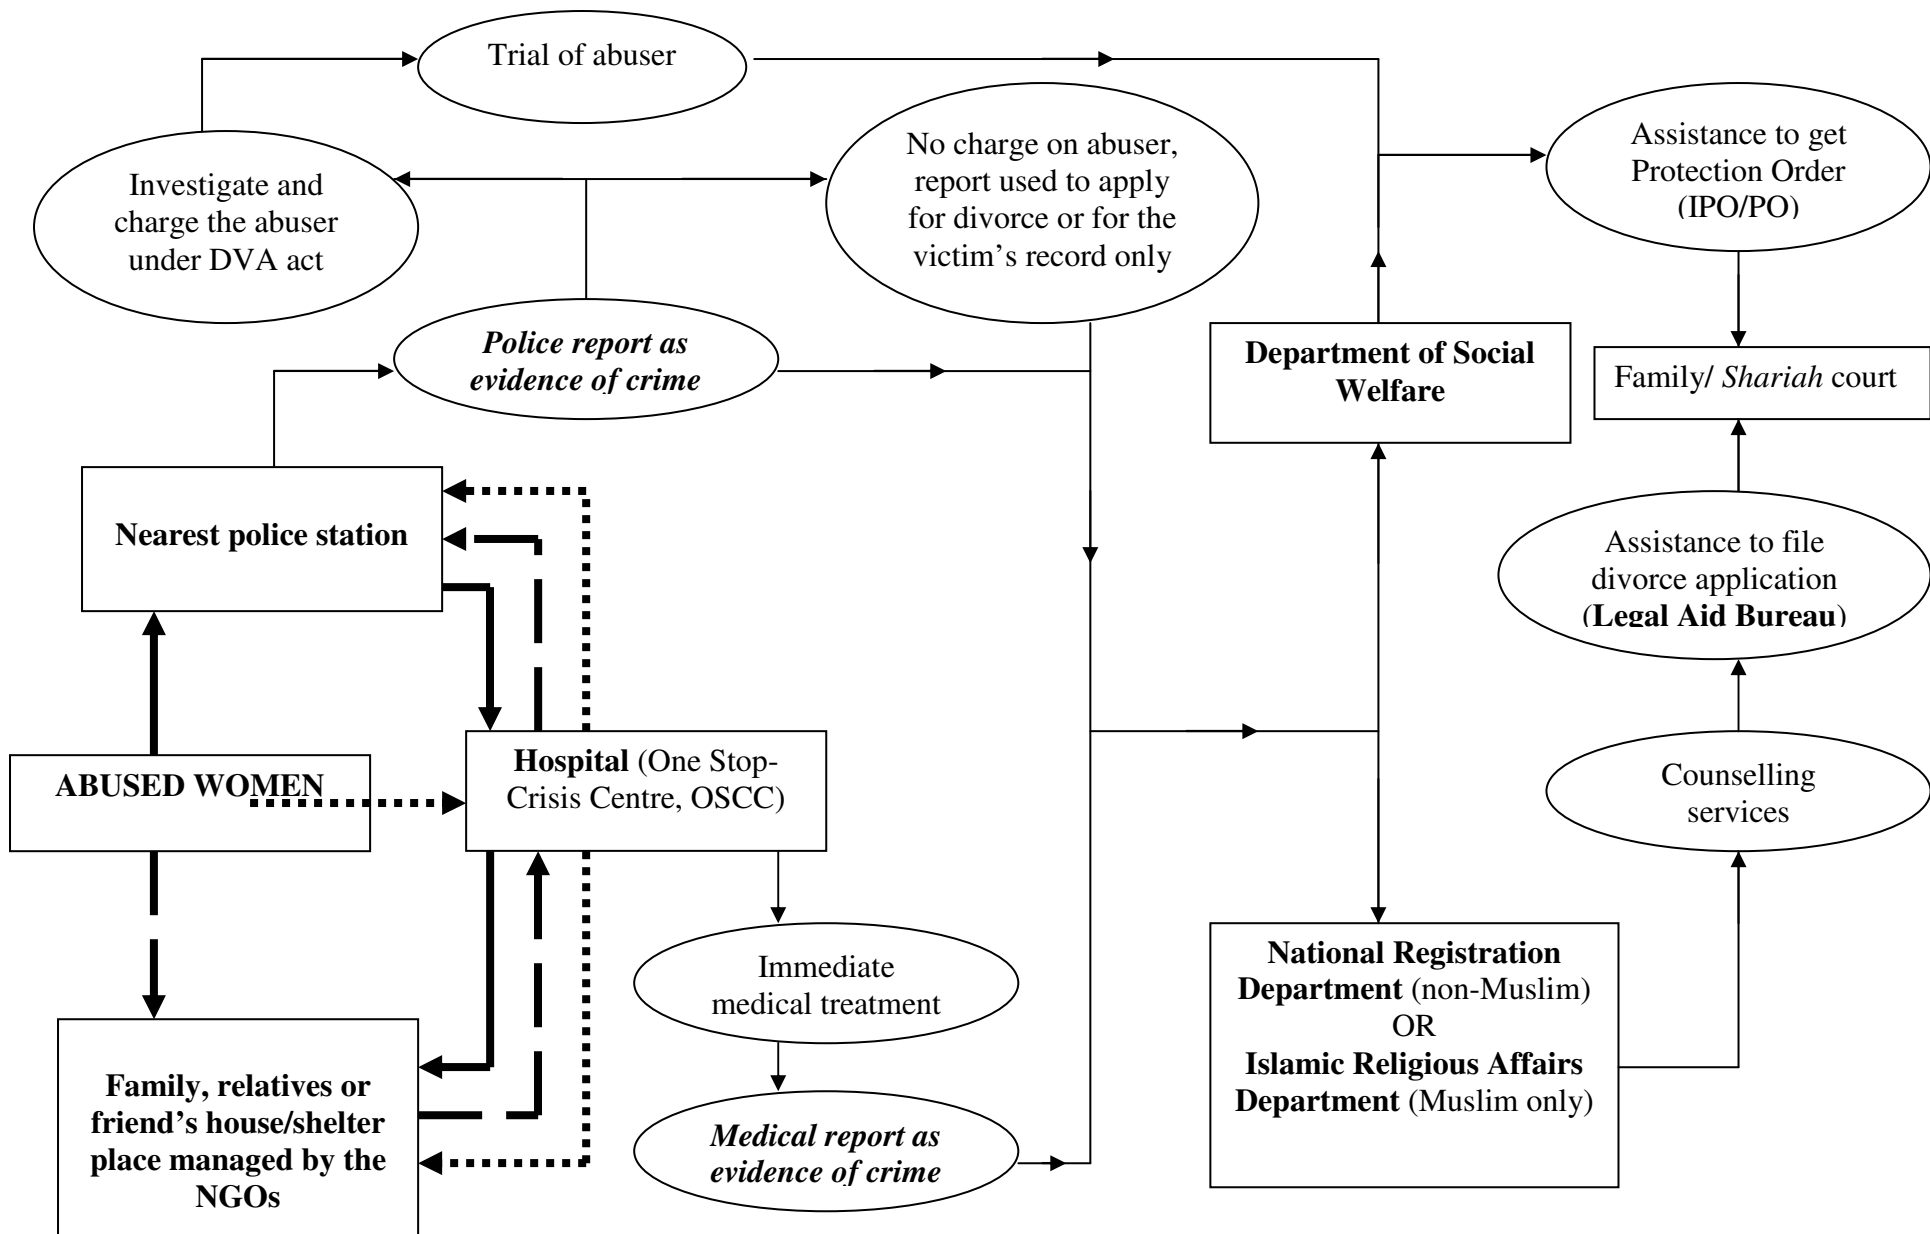 Trial of abuser
Investigate and
charge the abuser
under DVA act
No charge on abuser,
report used to apply
for divorce or for the
victim’s record only
Assistance to get
Protection Order
(IPO/PO)
Police report as
evidence of crime
Department of Social
Welfare
Family/ Shariah court
Nearest police station
Assistance to file
divorce application
(Legal Aid Bureau)
ABUSED WOMEN
Hospital (One Stop-
Crisis Centre, OSCC)
Counselling
services
Immediate
medical treatment
National Registration
Department (non-Muslim)
OR
Islamic Religious Affairs
Department (Muslim only)
Family, relatives or
friend’s house/shelter
place managed by the
NGOs
Medical report as
evidence of crime